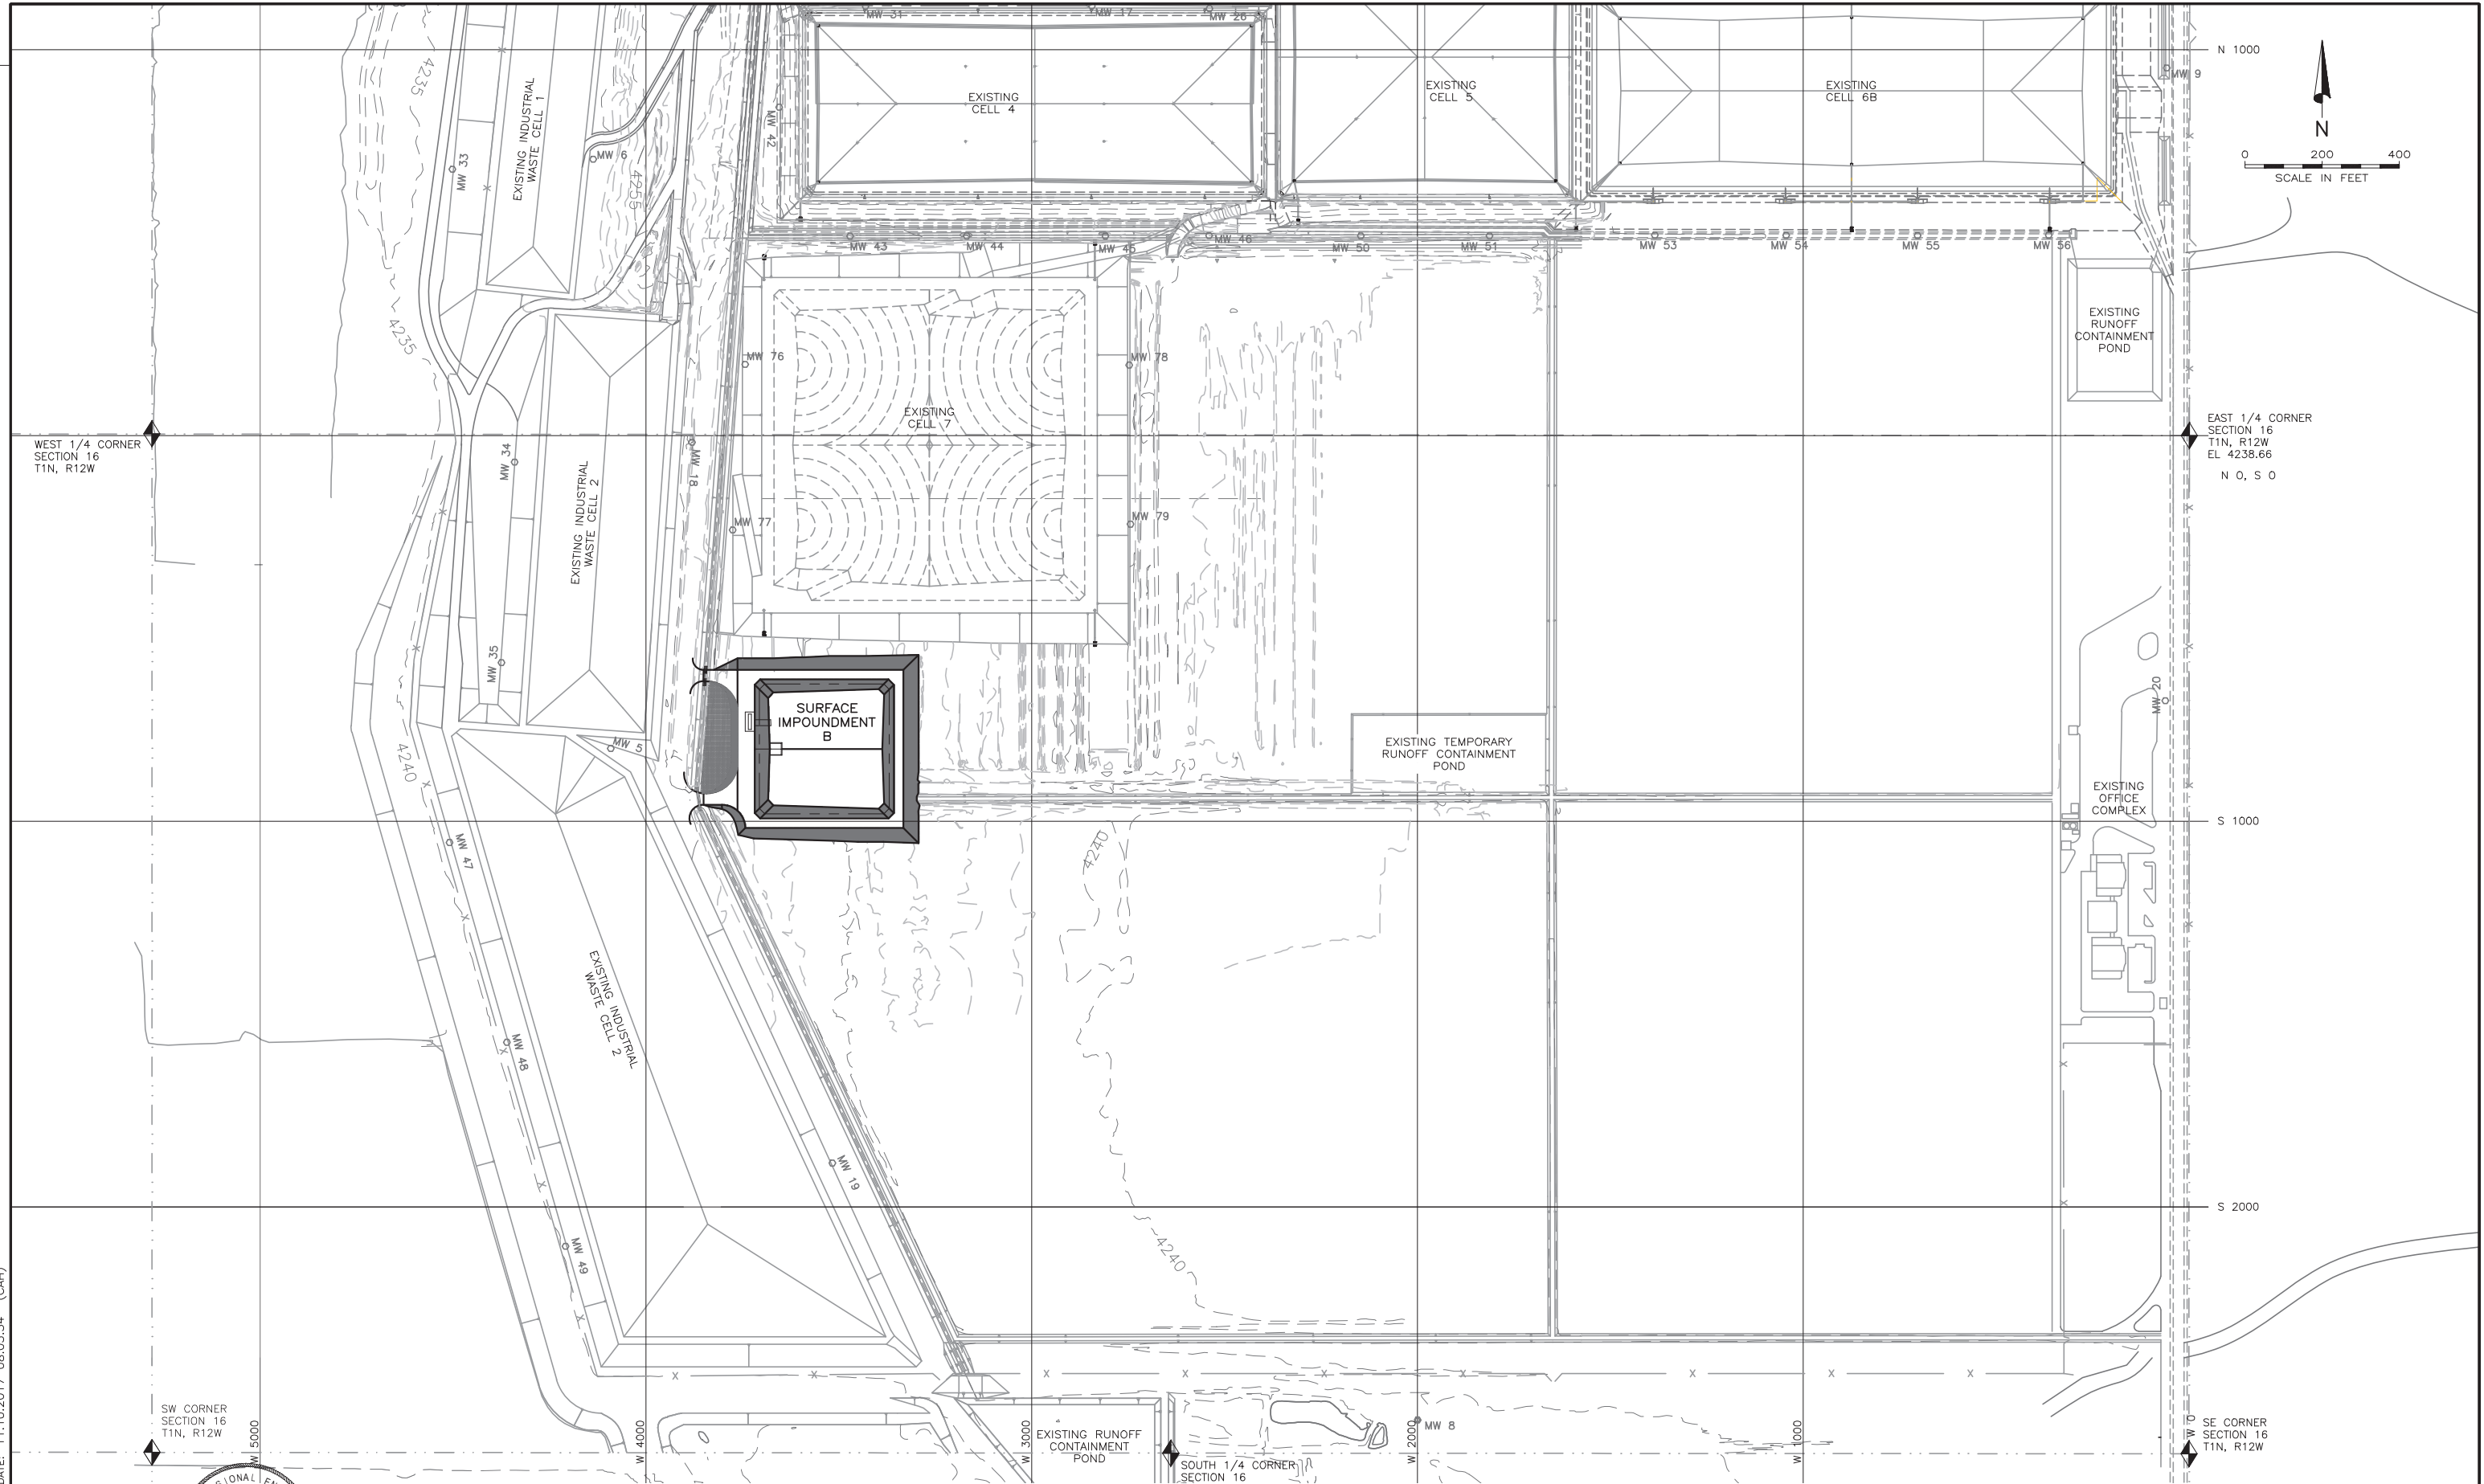 MW 31
MW 17
MW 26
N 1000
4235
EXISTING INDUSTRIAL
WASTE CELL 1
MW 42
EXISTING
CELL 4
EXISTING
CELL 5
EXISTING
CELL 6B
MW 9
N
0 200 400
SCALE IN FEET
MW 33
MW 6
4255
MW 43
MW 44
MW 45
MW 46
MW 50
MW 51
MW 53
MW 54
MW 55
MW 56
4235
EXISTING
RUNOFF
CONTAINMENT
POND
MW 76
MW 78
EXISTING
CELL 7
WEST 1/4 CORNER
SECTION 16
T1N, R12W
EAST 1/4 CORNER
SECTION 16
T1N, R12W
EL 4238.66
N 0, S 0
MW 34
MW 18
EXISTING INDUSTRIAL
WASTE CELL 2
MW 77
MW 79
MW 35
MW 20
SURFACE
IMPOUNDMENT
B
MW 5
4240
EXISTING TEMPORARY
RUNOFF CONTAINMENT
POND
EXISTING
OFFICE
COMPLEX
S 1000
MW 47
4240
EXISTING INDUSTRIAL
WASTE CELL 2
MW 48
MW 19
S 2000
MW 49
4240
SW CORNER
SECTION 16
T1N, R12W
W 5000
W 4000
W 3000
EXISTING RUNOFF
CONTAINMENT
POND
SOUTH 1/4 CORNER
SECTION 16
W 2000
MW 8
W 1000
W 0
SE CORNER
SECTION 16
T1N, R12W